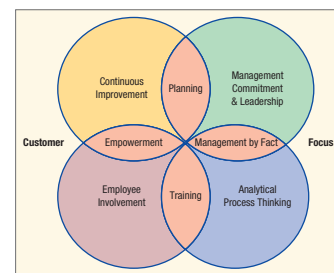 Continuous
Improvement
Planning
Management
Commitment
& Leadership
Customer
Empowerment
Management by Fact
Focus
Employee
Involvement
Training
Analytical
Process Thinking